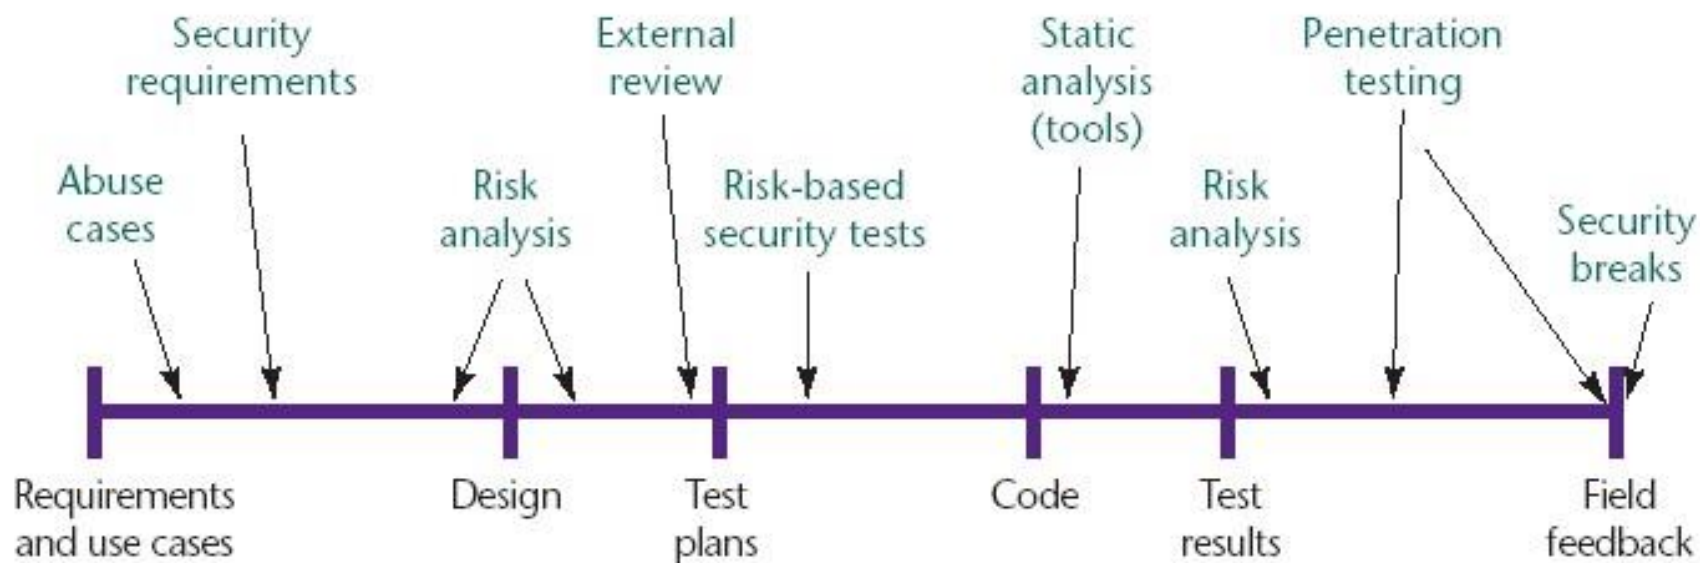 Security
requirements
External
review
Static
analysis
(tools)
Penetration
testing
Abuse
cases
Risk
analysis
Risk-based
security tests
Risk
analysis
Security
breaks
Requirements
and use cases
Design
Test
plans
Code
Test
results
Field
feedback